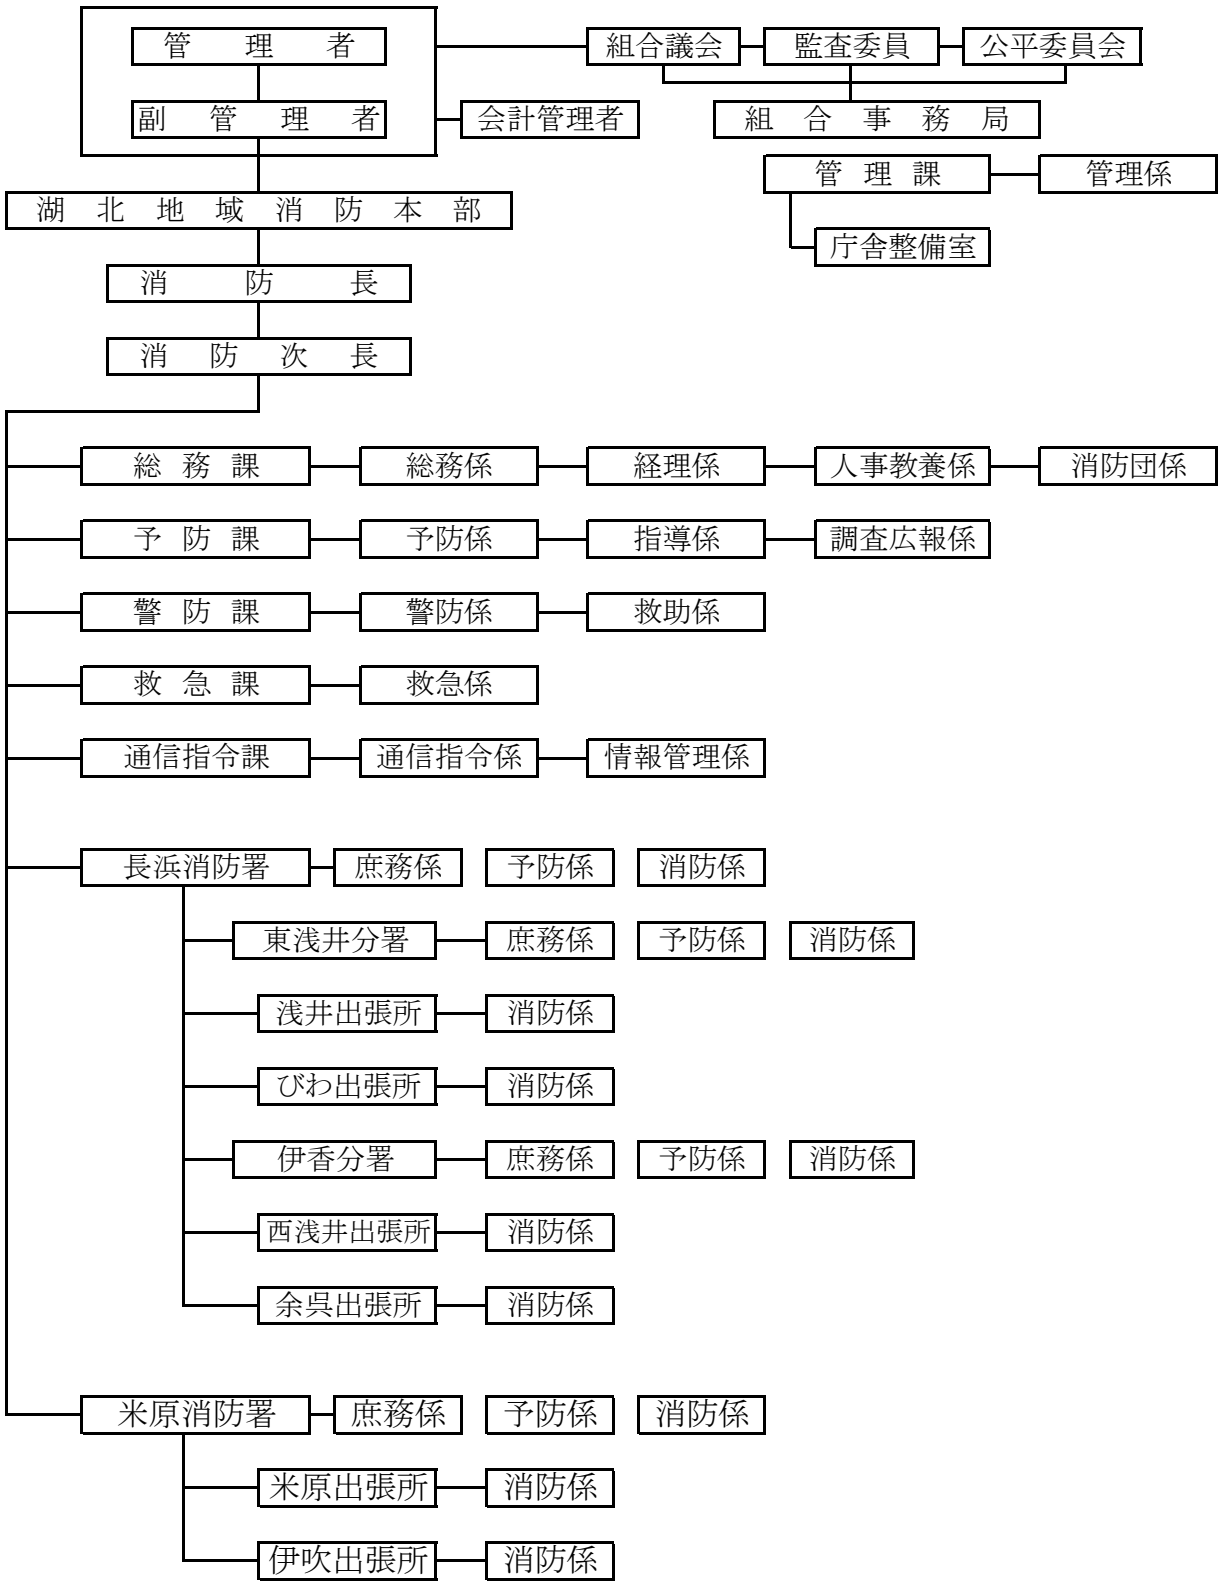 管理者 組合議会 監査委員 公平委員会
副管理者 会計管理者 組合事務局
管理課 管理係
湖北地域消防本部
庁舎整備室
消防長
消防次長
総務課 総務係 経理係 人事教養係 消防団係
予防課 予防係 指導係 調査広報係
警防課 警防係 救助係
救急課 救急係
通信指令課 通信指令係 情報管理係
長浜消防署 庶務係 予防係 消防係
東浅井分署 庶務係 予防係 消防係
浅井出張所 消防係
びわ出張所 消防係
伊香分署 庶務係 予防係 消防係
西浅井出張所 消防係
余呉出張所 消防係
米原消防署 庶務係 予防係 消防係
米原出張所 消防係
伊吹出張所 消防係